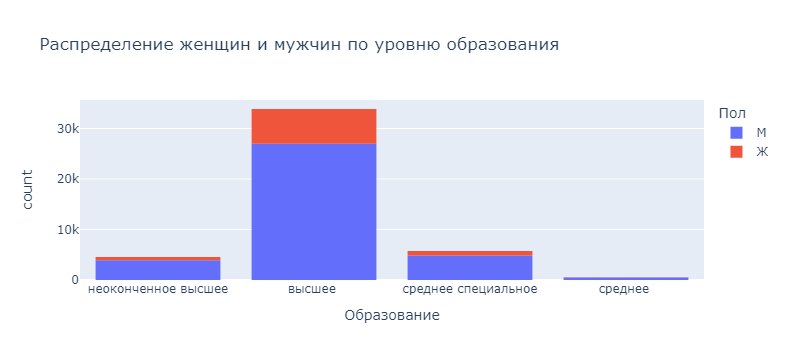 Распределение женщин и мужчин по уровню образования
Пол
М
Ж
30k
20k
10k
0
count
неоконченное высшее
высшее
среднее специальное
среднее
Образование